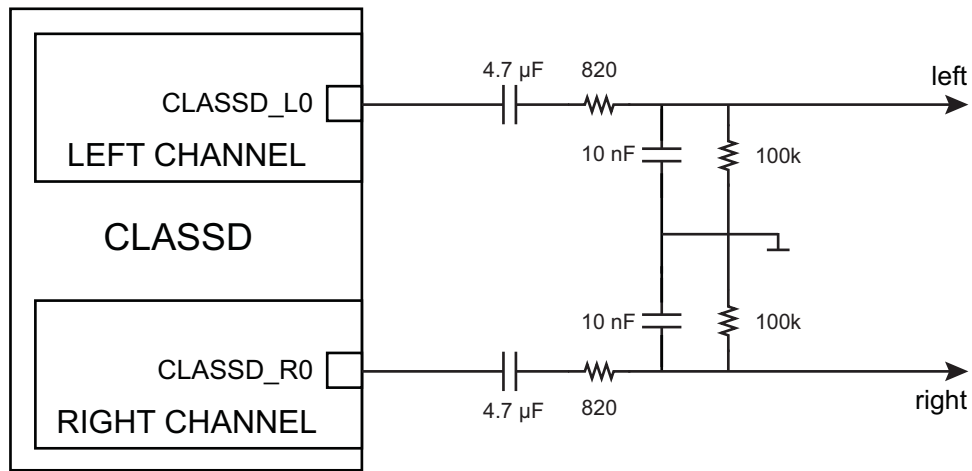 CLASSD_L0
LEFT CHANNEL
4.7 µF
820
left
10 nF
100k
CLASSD
10 nF
100k
CLASSD_R0
RIGHT CHANNEL
4.7 µF
820
right